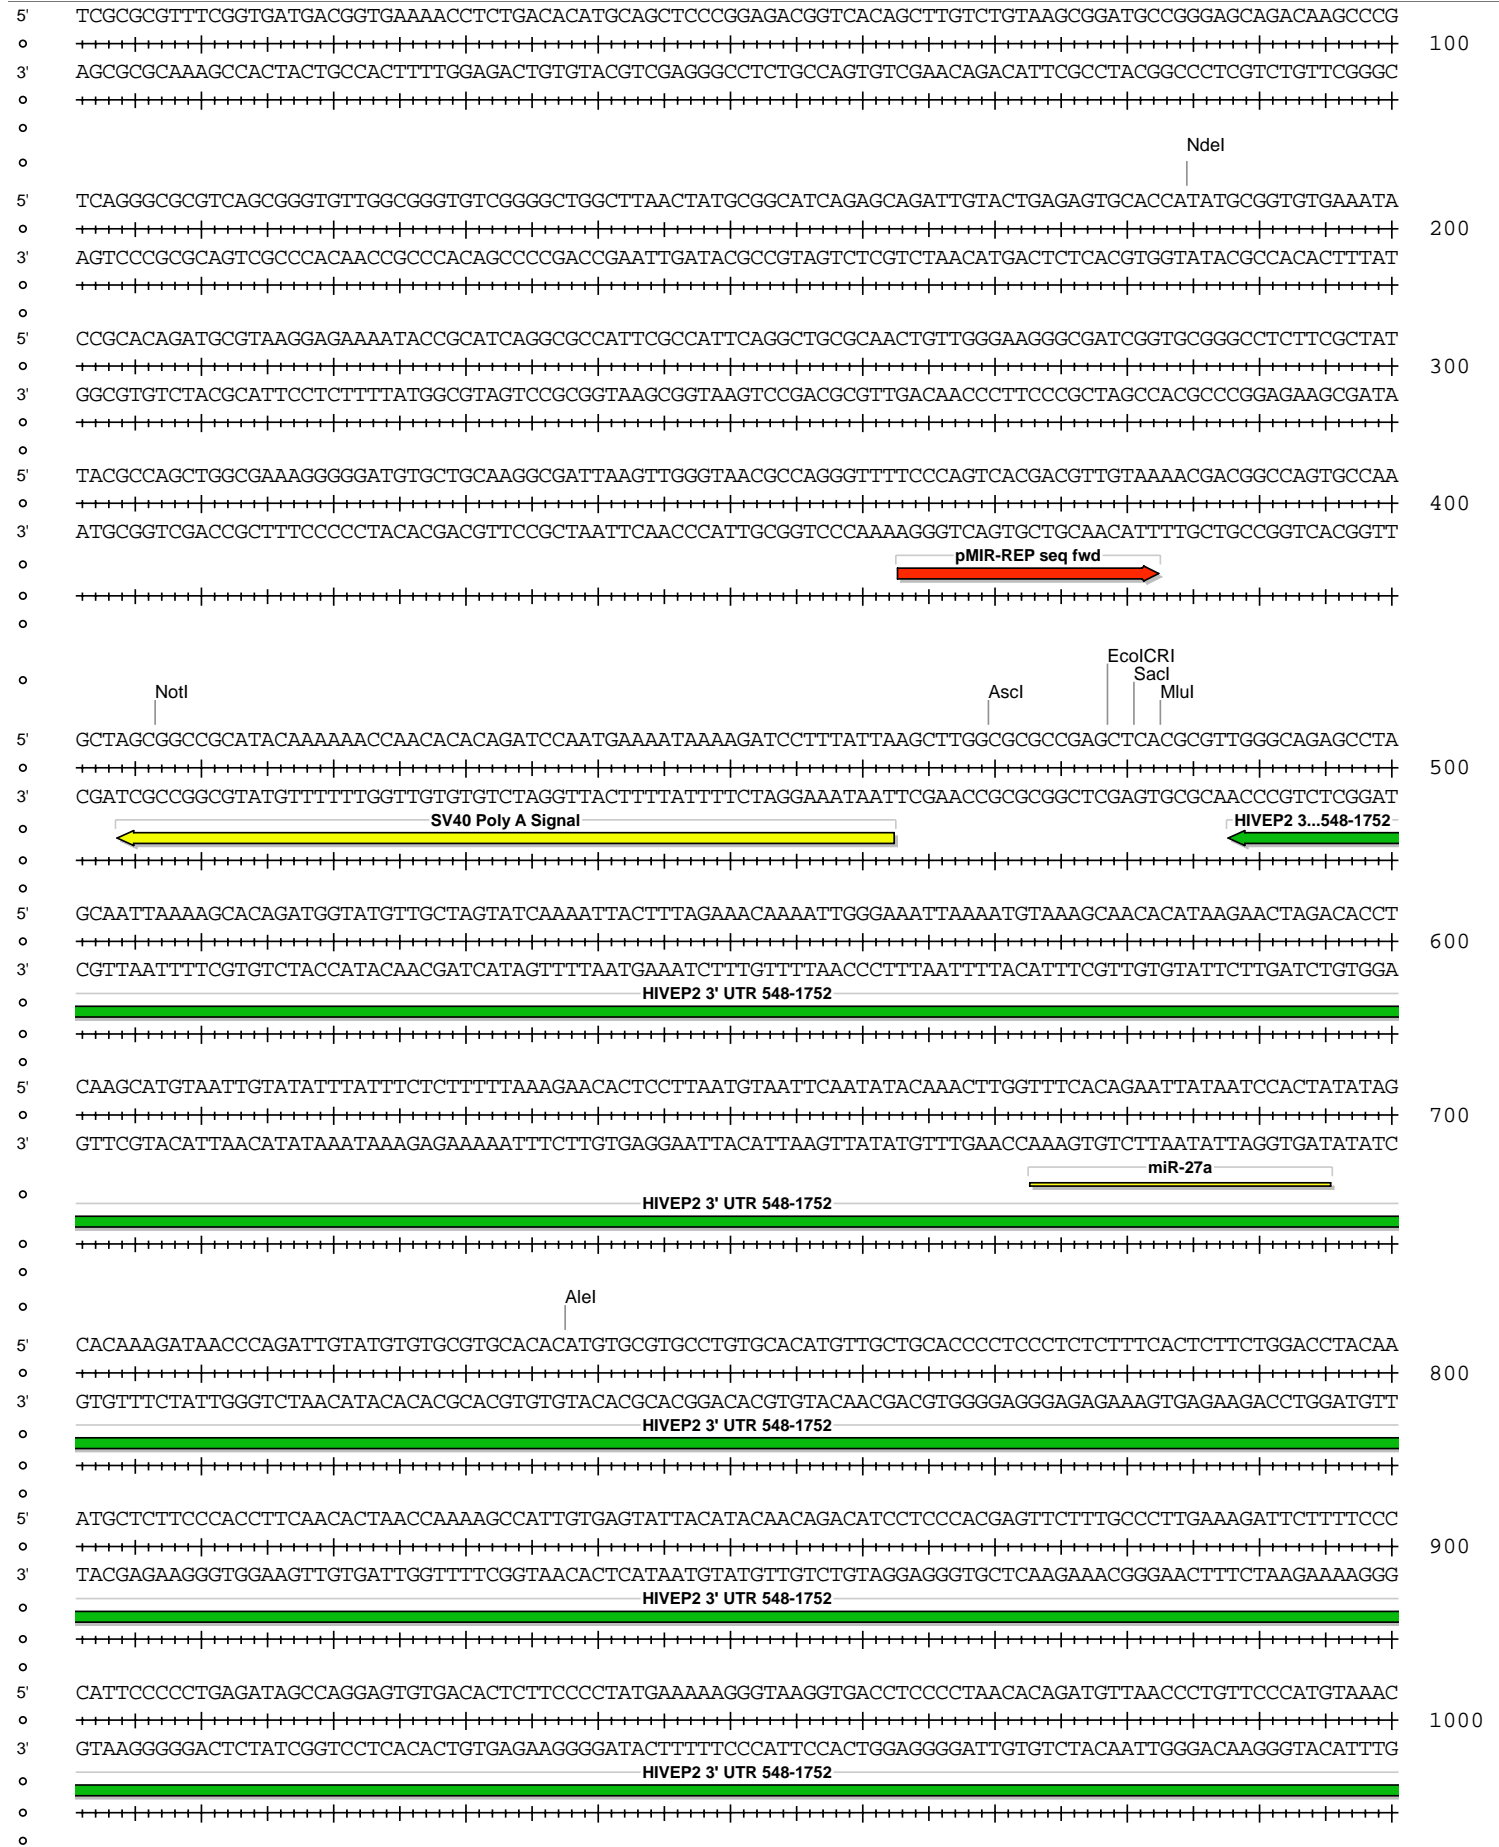 5' TCGCGCGTTTCGGTGATGACGGTGAAAACCTCTGACACATGCAGCTCCCGGAGACGGTCACAGCTTGTCTGTAAGCGGATGCCGGGAGCAGACAAGCCCG
100
3' AGCGCGCAAAGCCACTACTGCCACTTTTGGAGACTGTGTACGTCGAGGGCCTCTGCCAGTGTCGAACAGACATTCGCCTACGGCCCTCGTCTGTTCGGGC
NdeI
5' TCAGGGCGCGTCAGCGGGTGTTGGCGGGTGTCGGGGCTGGCTTAACTATGCGGCATCAGAGCAGATTGTACTGAGAGTGCACCATATGCGGTGTGAAATA
200
3' AGTCCCGCGCAGTCGCCCACAACCGCCCACAGCCCCGACCGAATTGATACGCCGTAGTCTCGTCTAACATGACTCTCACGTGGTATACGCCACACTTTAT
5' CCGCACAGATGCGTAAGGAGAAAATACCGCATCAGGCGCCATTCGCCATTCAGGCTGCGCAACTGTTGGGAAGGGCGATCGGTGCGGGCCTCTTCGCTAT
300
3' GGCGTGTCTACGCATTCCTCTTTTATGGCGTAGTCCGCGGTAAGCGGTAAGTCCGACGCGTTGACAACCCTTCCCGCTAGCCACGCCCGGAGAAGCGATA
5' TACGCCAGCTGGCGAAAGGGGGATGTGCTGCAAGGCGATTAAGTTGGGTAACGCCAGGGTTTTCCCAGTCACGACGTTGTAAAACGACGGCCAGTGCCAA
400
3' ATGCGGTCGACCGCTTTCCCCCTACACGACGTTCCGCTAATTCAACCCATTGCGGTCCCAAAAGGGTCAGTGCTGCAACATTTTGCTGCCGGTCACGGTT
pMIR-REP seq fwd
EcoICRI
SacI
NotI AscI MluI
5' GCTAGCGGCCGCATACAAAAAACCAACACACAGATCCAATGAAAATAAAAGATCCTTTATTAAGCTTGGCGCGCCGAGCTCACGCGTTGGGCAGAGCCTA
500
3' CGATCGCCGGCGTATGTTTTTTGGTTGTGTGTCTAGGTTACTTTTATTTTCTAGGAAATAATTCGAACCGCGCGGCTCGAGTGCGCAACCCGTCTCGGAT
SV40 Poly A Signal HIVEP2 3...548-1752
5' GCAATTAAAAGCACAGATGGTATGTTGCTAGTATCAAAATTACTTTAGAAACAAAATTGGGAAATTAAAATGTAAAGCAACACATAAGAACTAGACACCT
600
3' CGTTAATTTTCGTGTCTACCATACAACGATCATAGTTTTAATGAAATCTTTGTTTTAACCCTTTAATTTTACATTTCGTTGTGTATTCTTGATCTGTGGA
HIVEP2 3' UTR 548-1752
5' CAAGCATGTAATTGTATATTTATTTCTCTTTTTAAAGAACACTCCTTAATGTAATTCAATATACAAACTTGGTTTCACAGAATTATAATCCACTATATAG
700
3' GTTCGTACATTAACATATAAATAAAGAGAAAAATTTCTTGTGAGGAATTACATTAAGTTATATGTTTGAACCAAAGTGTCTTAATATTAGGTGATATATC
miR-27a
HIVEP2 3' UTR 548-1752
AleI
5' CACAAAGATAACCCAGATTGTATGTGTGCGTGCACACATGTGCGTGCCTGTGCACATGTTGCTGCACCCCTCCCTCTCTTTCACTCTTCTGGACCTACAA
800
3' GTGTTTCTATTGGGTCTAACATACACACGCACGTGTGTACACGCACGGACACGTGTACAACGACGTGGGGAGGGAGAGAAAGTGAGAAGACCTGGATGTT
HIVEP2 3' UTR 548-1752
5' ATGCTCTTCCCACCTTCAACACTAACCAAAAGCCATTGTGAGTATTACATACAACAGACATCCTCCCACGAGTTCTTTGCCCTTGAAAGATTCTTTTCCC
900
3' TACGAGAAGGGTGGAAGTTGTGATTGGTTTTCGGTAACACTCATAATGTATGTTGTCTGTAGGAGGGTGCTCAAGAAACGGGAACTTTCTAAGAAAAGGG
HIVEP2 3' UTR 548-1752
5' CATTCCCCCTGAGATAGCCAGGAGTGTGACACTCTTCCCCTATGAAAAAGGGTAAGGTGACCTCCCCTAACACAGATGTTAACCCTGTTCCCATGTAAAC
1000
3' GTAAGGGGGACTCTATCGGTCCTCACACTGTGAGAAGGGGATACTTTTTCCCATTCCACTGGAGGGGATTGTGTCTACAATTGGGACAAGGGTACATTTG
HIVEP2 3' UTR 548-1752